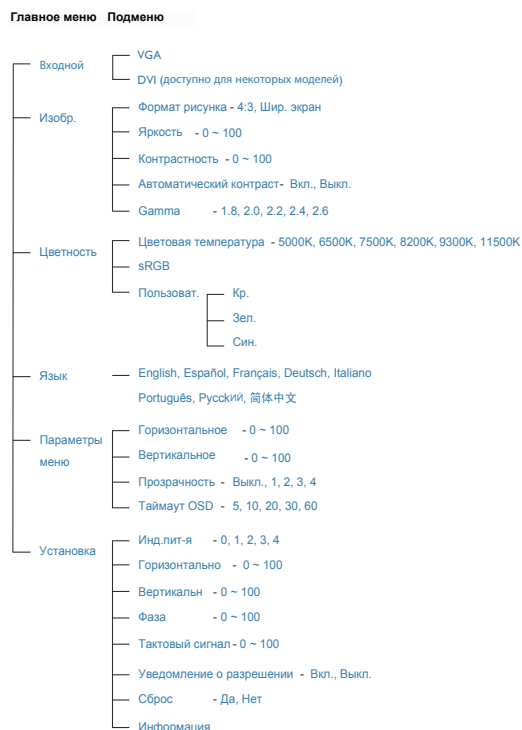 Главное меню Подменю
Входной
VGA
DVI (доступно для некоторых моделей)
Изобр.
Формат рисунка - 4:3, Шир. экран
Яркость - 0 ~ 100
Контрастность - 0 ~ 100
Автоматический контраст- Вкл., Выкл.
Gamma - 1.8, 2.0, 2.2, 2.4, 2.6
Цветность
Цветовая температура - 5000K, 6500K, 7500K, 8200K, 9300K, 11500K
sRGB
Пользоват.
Кр.
Зел.
Син.
Язык
English, Español, Français, Deutsch, Italiano
Português, Русский, 简体中文
Параметры
меню
Горизонтальное - 0 ~ 100
Вертикальное - 0 ~ 100
Прозрачность - Выкл., 1, 2, 3, 4
Таймаут OSD - 5, 10, 20, 30, 60
Установка
Инд.пит-я - 0, 1, 2, 3, 4
Горизонтально - 0 ~ 100
Вертикальн - 0 ~ 100
Фаза - 0 ~ 100
Тактовый сигнал - 0 ~ 100
Уведомление о разрешении - Вкл., Выкл.
Сброс - Да, Нет
Информация